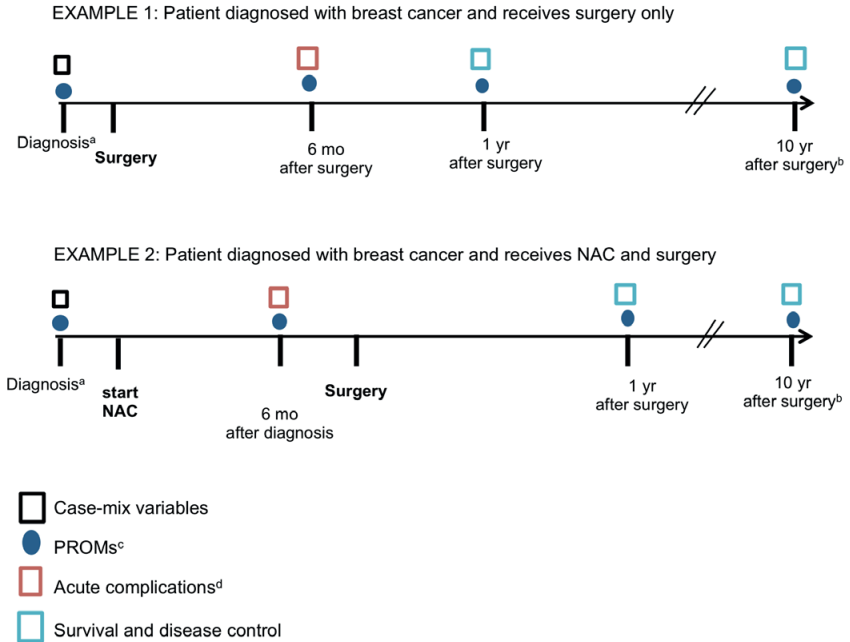 EXAMPLE 1: Patient diagnosed with breast cancer and receives surgery only
Diagnosisᵃ
Surgery
6 mo
after surgery
1 yr
after surgery
10 yr
after surgeryᵇ
EXAMPLE 2: Patient diagnosed with breast cancer and receives NAC and surgery
Diagnosisᵃ
start
NAC
6 mo
after diagnosis
Surgery
1 yr
after surgery
10 yr
after surgeryᵇ
Case-mix variables
PROMsᶜ
Acute complicationsᵈ
Survival and disease control